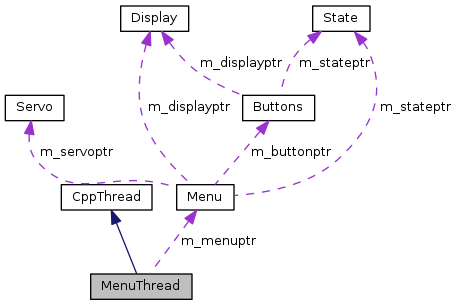 Display
State
m_displayptr
m_stateptr
Servo
m_displayptr
Buttons
m_stateptr
m_servoptr
m_buttonptr
CppThread
Menu
m_menuptr
MenuThread